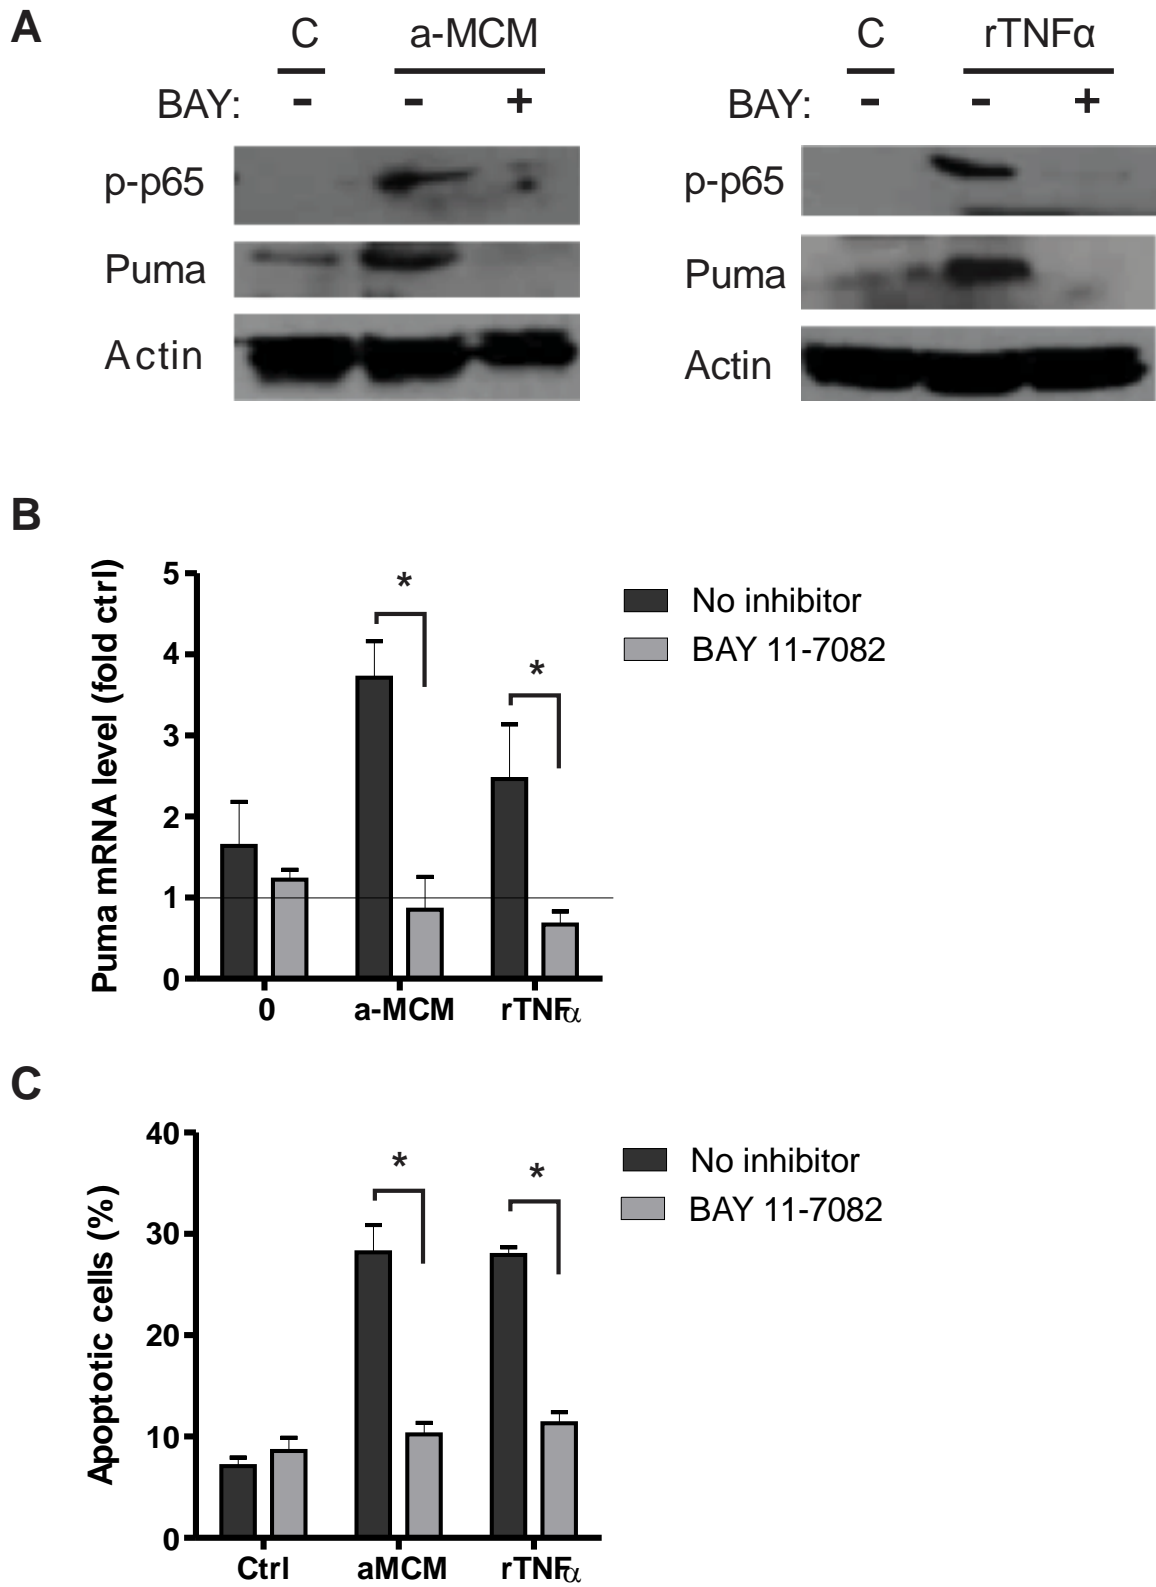 A
C a-MCM C rTNFα
BAY: - - + BAY: - - +
p-p65 p-p65
Puma Puma
Actin Actin
B
Puma mRNA level (fold ctrl)
5
4
3
2
1
0
*
*
No inhibitor
BAY 11-7082
0 a-MCM rTNFα
C
Apoptotic cells (%)
40
30
20
10
0
*
*
No inhibitor
BAY 11-7082
Ctrl aMCM rTNFα